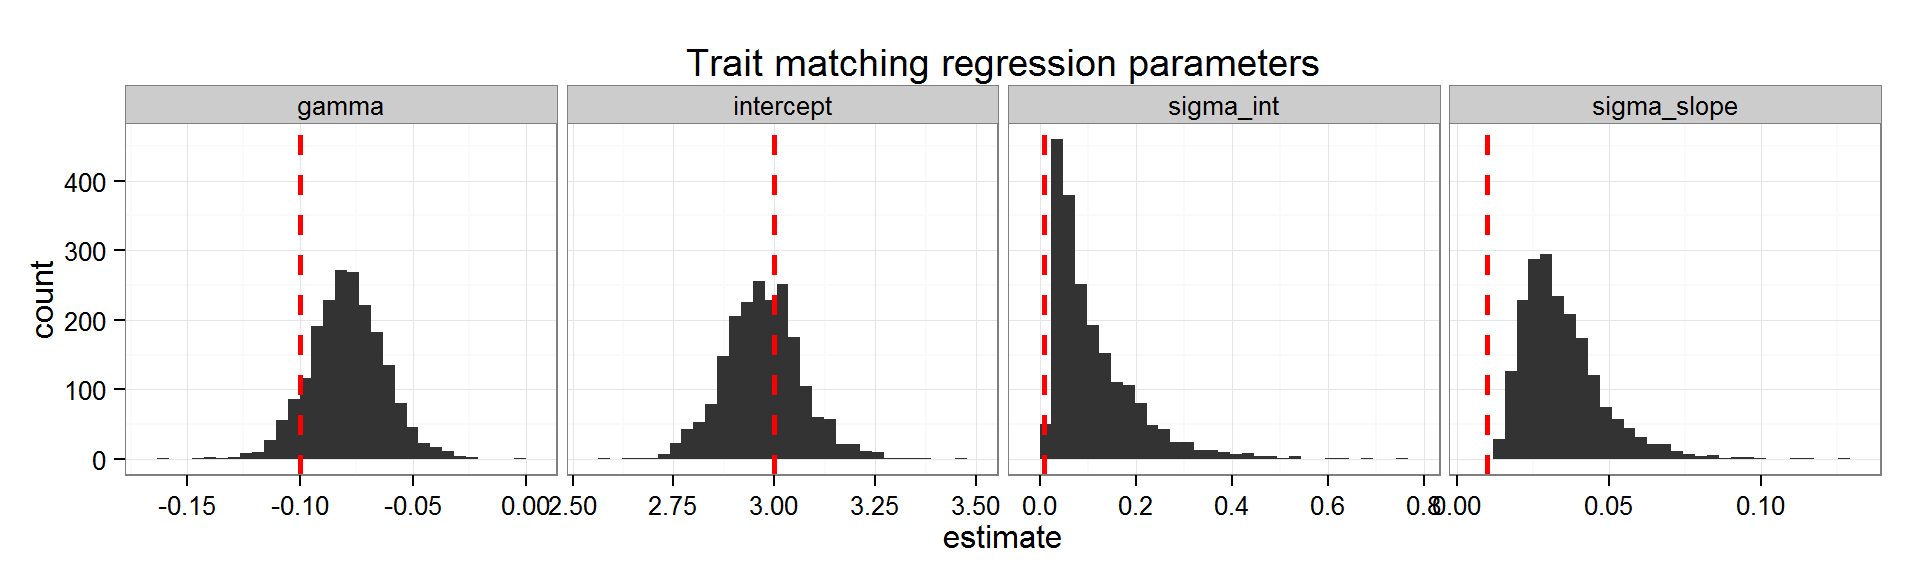 Trait matching regression parameters
gamma intercept sigma_int sigma_slope
count
400
300
200
100
0
-0.15 -0.10 -0.05 0.00 2.50 2.75 3.00 3.25 3.50 0.0 0.2 0.4 0.6 0.8 0.00 0.05 0.10
estimate